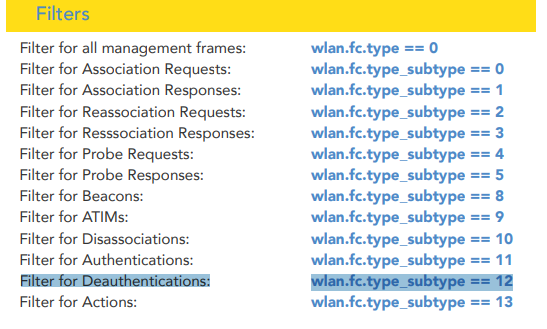 Filters
Filter for all management frames: wlan.fc.type == 0
Filter for Association Requests: wlan.fc.type_subtype == 0
Filter for Association Responses: wlan.fc.type_subtype == 1
Filter for Reassociation Requests: wlan.fc.type_subtype == 2
Filter for Resssociation Responses: wlan.fc.type_subtype == 3
Filter for Probe Requests: wlan.fc.type_subtype == 4
Filter for Probe Responses: wlan.fc.type_subtype == 5
Filter for Beacons: wlan.fc.type_subtype == 8
Filter for ATIMs: wlan.fc.type_subtype == 9
Filter for Disassociations: wlan.fc.type_subtype == 10
Filter for Authentications: wlan.fc.type_subtype == 11
Filter for Deauthentications: wlan.fc.type_subtype == 12
Filter for Actions: wlan.fc.type_subtype == 13